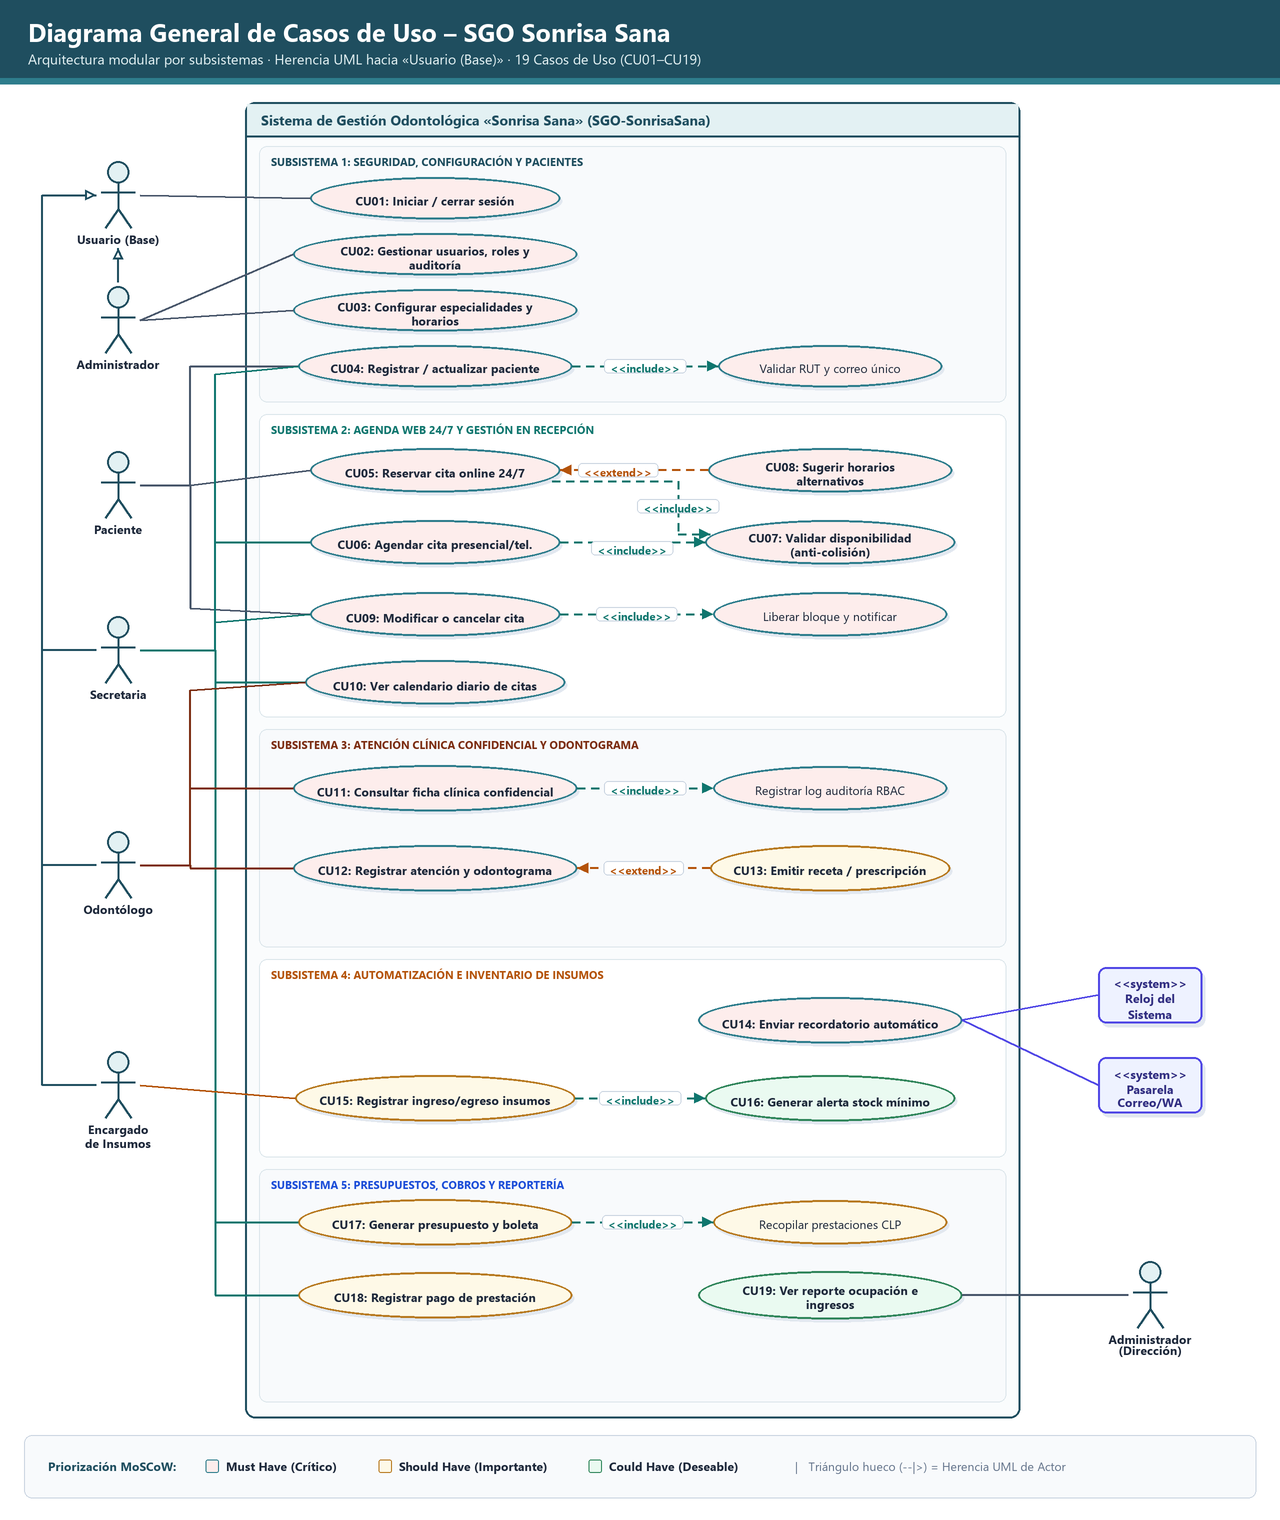 Diagrama General de Casos de Uso – SGO Sonrisa Sana
Arquitectura modular por subsistemas · Herencia UML hacia «Usuario (Base)» · 19 Casos de Uso (CU01–CU19)
Sistema de Gestión Odontológica «Sonrisa Sana» (SGO-SonrisaSana)
SUBSISTEMA 1: SEGURIDAD, CONFIGURACIÓN Y PACIENTES
Usuario (Base)
CU01: Iniciar / cerrar sesión
CU02: Gestionar usuarios, roles y
auditoría
Administrador
CU03: Configurar especialidades y
horarios
CU04: Registrar / actualizar paciente
<<include>>
Validar RUT y correo único
SUBSISTEMA 2: AGENDA WEB 24/7 Y GESTIÓN EN RECEPCIÓN
Paciente
CU05: Reservar cita online 24/7
<<extend>>
CU08: Sugerir horarios
alternativos
<<include>>
CU06: Agendar cita presencial/tel.
<<include>>
CU07: Validar disponibilidad
(anti-colisión)
CU09: Modificar o cancelar cita
<<include>>
Liberar bloque y notificar
Secretaria
CU10: Ver calendario diario de citas
SUBSISTEMA 3: ATENCIÓN CLÍNICA CONFIDENCIAL Y ODONTOGRAMA
CU11: Consultar ficha clínica confidencial
<<include>>
Registrar log auditoría RBAC
Odontólogo
CU12: Registrar atención y odontograma
<<extend>>
CU13: Emitir receta / prescripción
SUBSISTEMA 4: AUTOMATIZACIÓN E INVENTARIO DE INSUMOS
CU14: Enviar recordatorio automático
<<system>>
Reloj del
Sistema
<<system>>
Pasarela
Correo/WA
Encargado
de Insumos
CU15: Registrar ingreso/egreso insumos
<<include>>
CU16: Generar alerta stock mínimo
SUBSISTEMA 5: PRESUPUESTOS, COBROS Y REPORTERÍA
CU17: Generar presupuesto y boleta
<<include>>
Recopilar prestaciones CLP
CU18: Registrar pago de prestación
CU19: Ver reporte ocupación e
ingresos
Administrador
(Dirección)
Priorización MoSCoW:
Must Have (Crítico)
Should Have (Importante)
Could Have (Deseable)
| Triángulo hueco (--|>) = Herencia UML de Actor